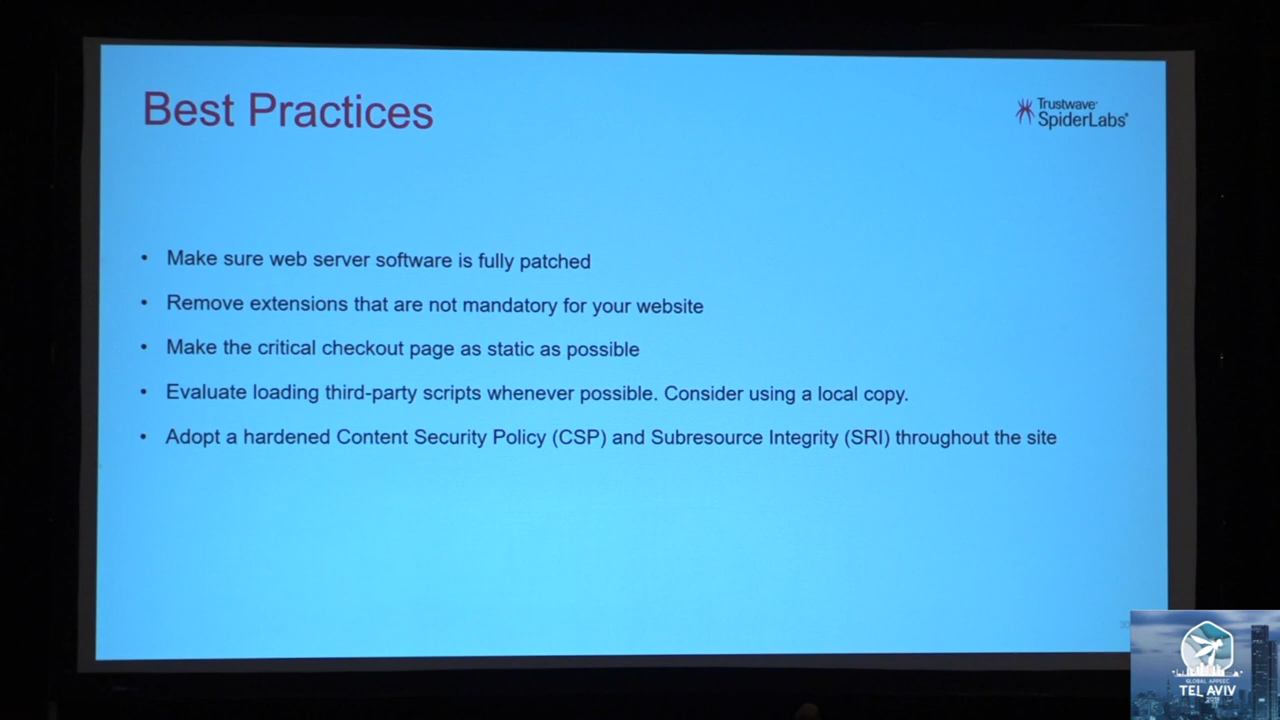 Best Practices
Trustwave
SpiderLabs®
• Make sure web server software is fully patched
• Remove extensions that are not mandatory for your website
• Make the critical checkout page as static as possible
• Evaluate loading third-party scripts whenever possible. Consider using a local copy.
• Adopt a hardened Content Security Policy (CSP) and Subresource Integrity (SRI) throughout the site
GLOBAL APPSEC
TEL AVIV